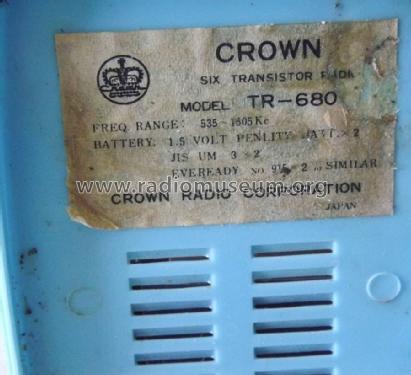 CROWN
SIX TRANSISTOR RADI
MODEL TR-680
FREQ. RANGE: 535-1605Kc
BATTERY: 1.5 VOLT PENLITE BATT. × 2
JIS UM 3 × 2
EVEREADY NO. 915 × 2 or SIMILAR
www.radiomuseum.org
CROWN RADIO CORPORATION
JAPAN